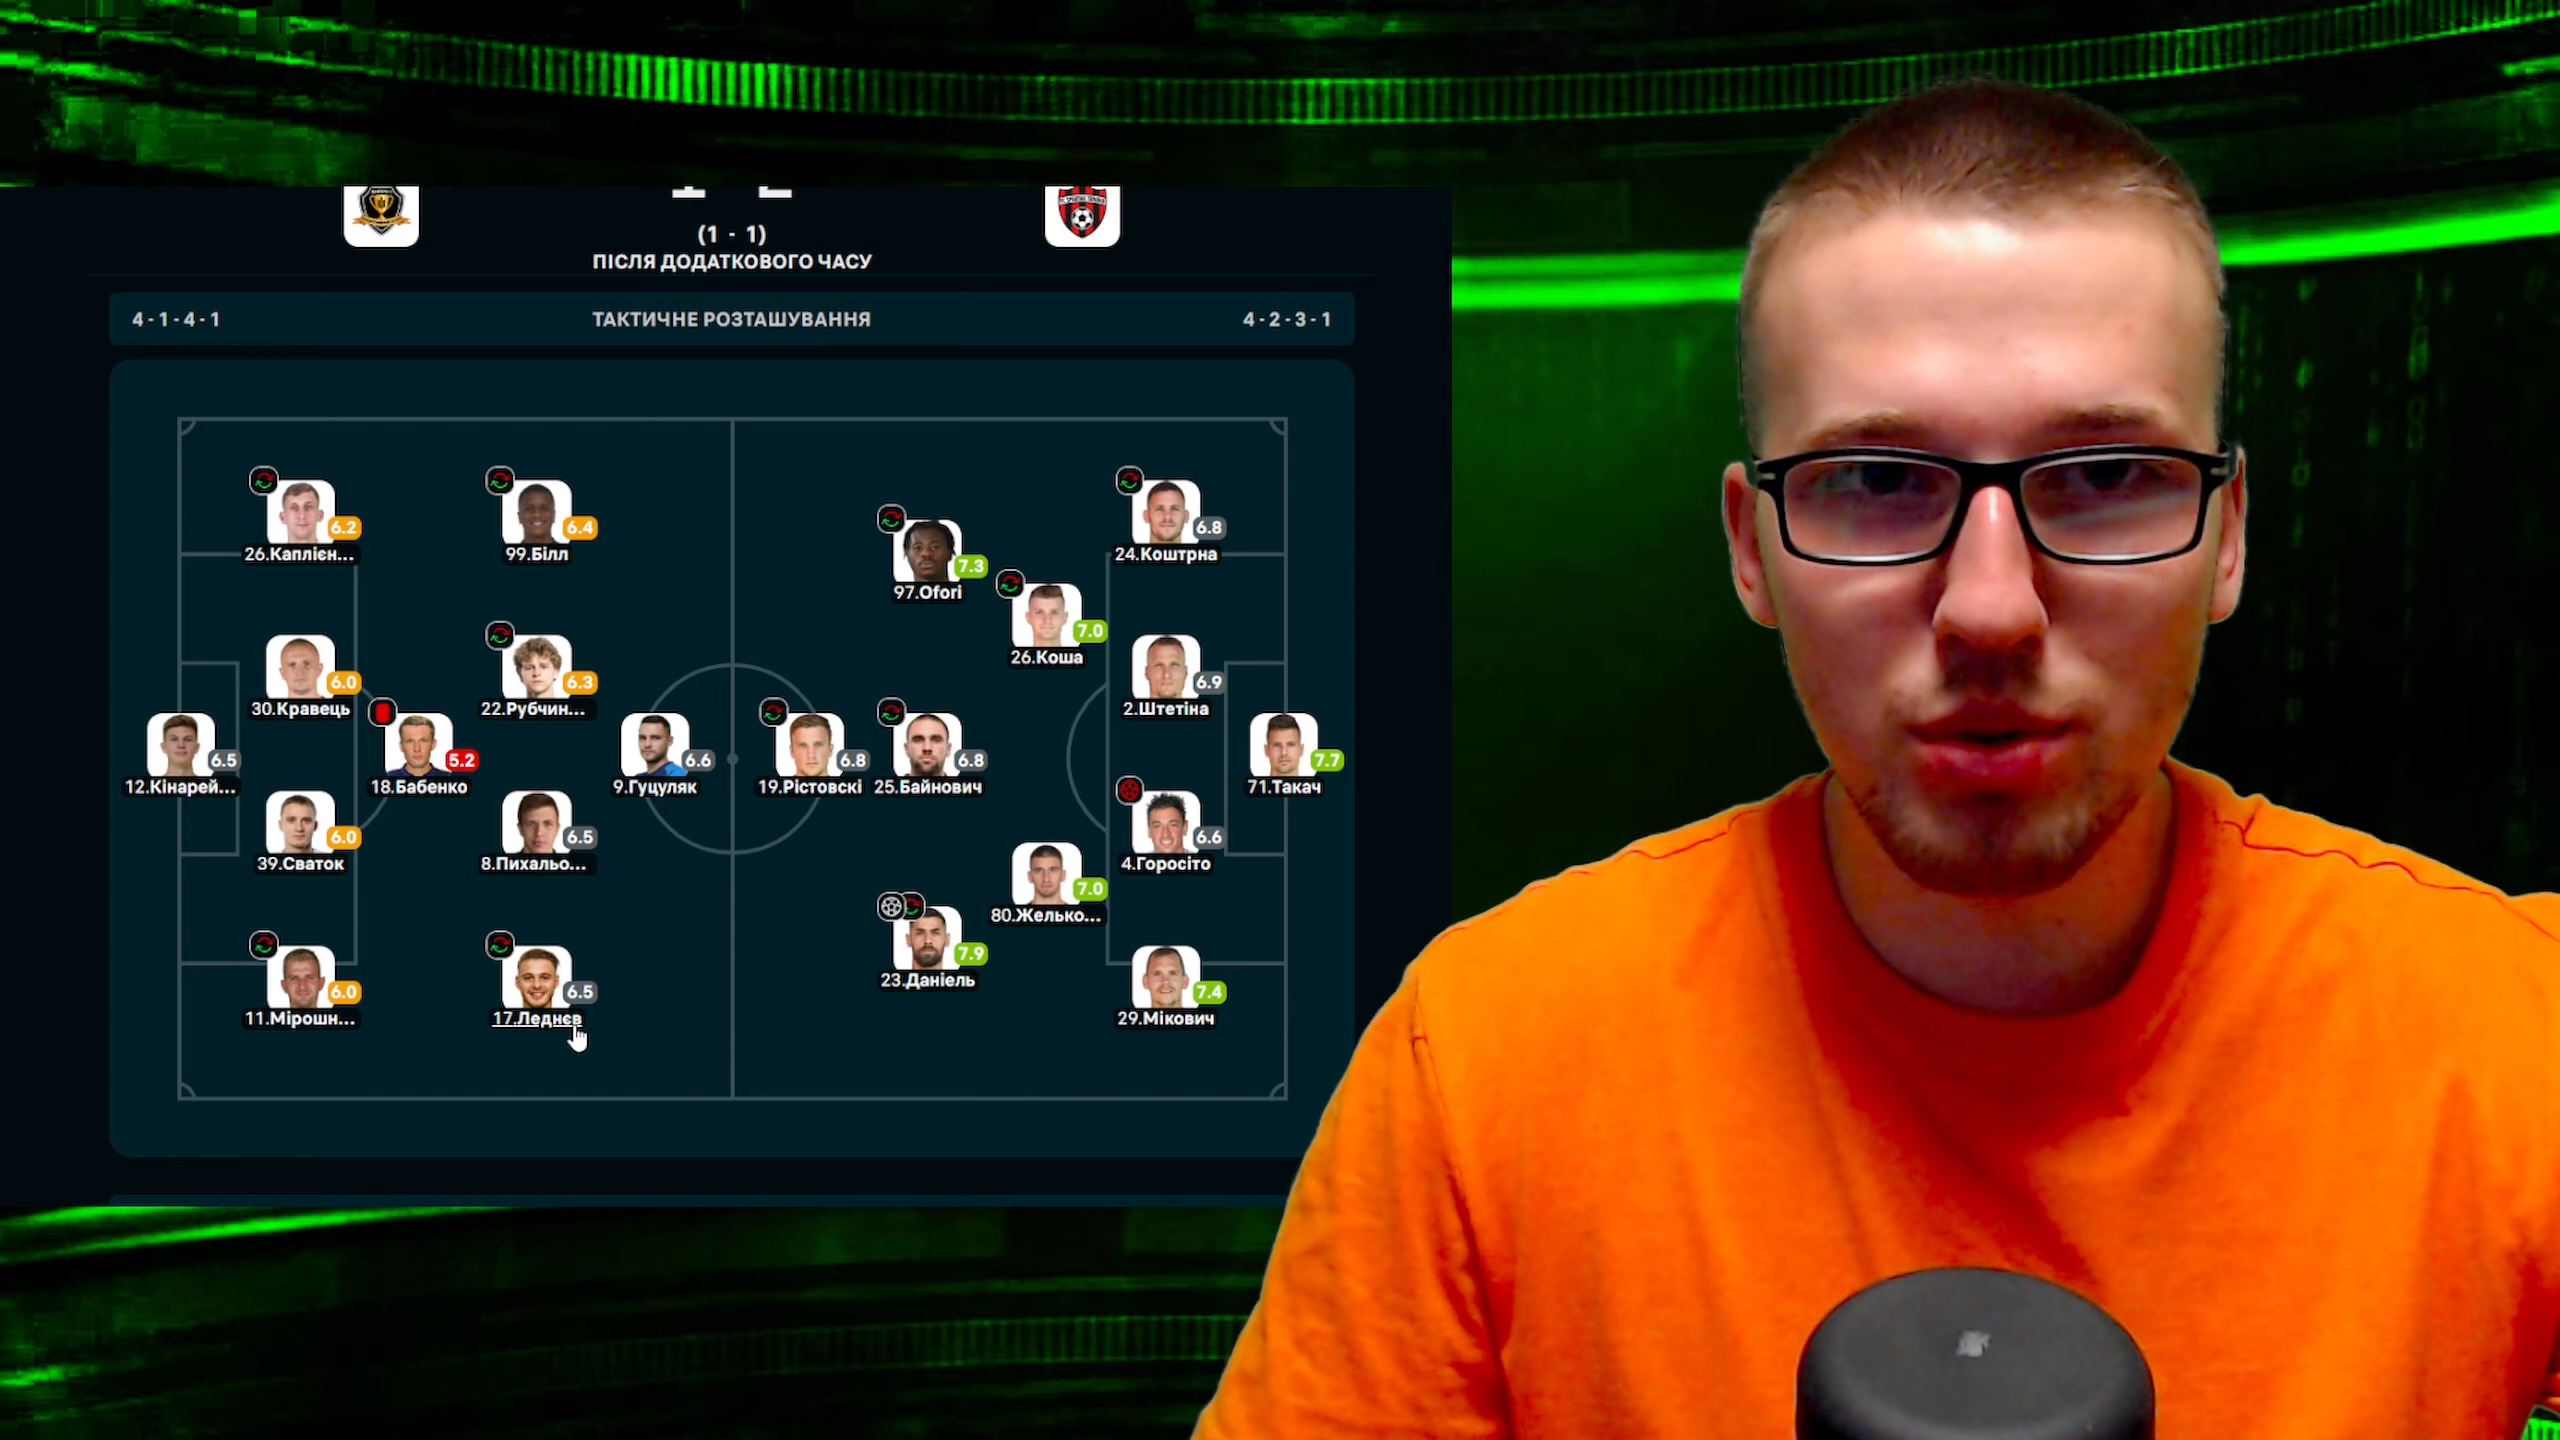 (1 - 1)
ПІСЛЯ ДОДАТКОВОГО ЧАСУ
4 - 1 - 4 - 1
ТАКТИЧНЕ РОЗТАШУВАННЯ
4 - 2 - 3 - 1
6.2
26.Каплієн...
6.4
99.Білл
7.3
97.Ofori
6.8
24.Коштрна
7.0
26.Коша
6.0
30.Кравець
6.3
22.Рубчин...
6.9
2.Штетіна
6.5
12.Кінарей...
5.2
18.Бабенко
6.6
9.Гуцуляк
6.8
19.Рістовскі
6.8
25.Байнович
7.7
71.Такач
6.0
39.Сваток
6.5
8.Пихальо...
6.6
4.Горосіто
7.0
80.Желько...
7.9
23.Даніель
6.0
11.Мірошн...
6.5
17.Леднєв
7.4
29.Мікович